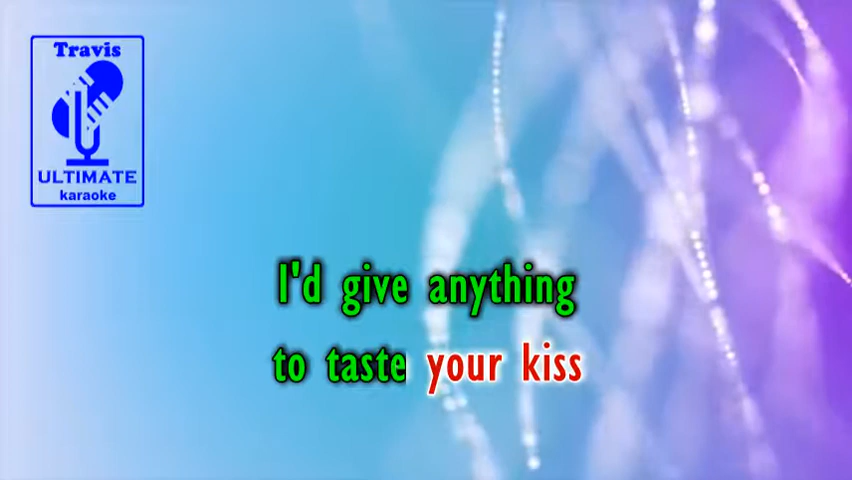 Travis
ULTIMATE
karaoke
I'd give anything
to taste your kiss